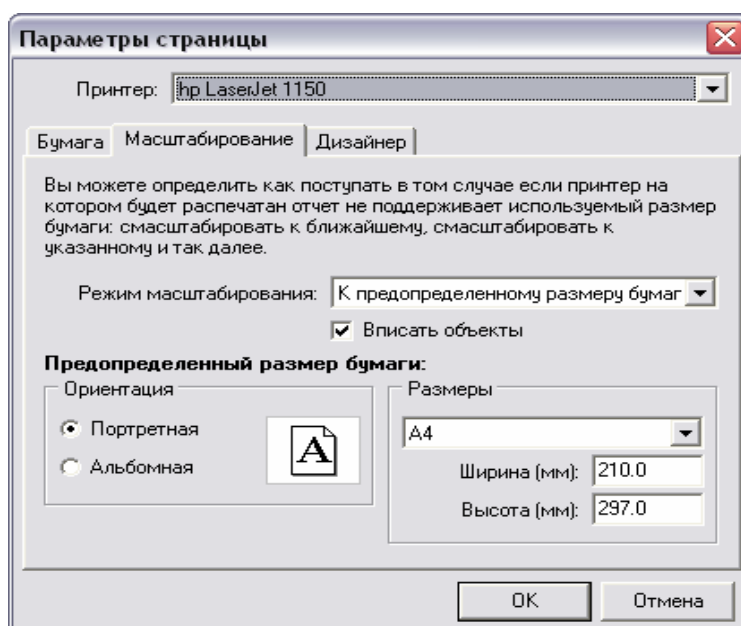 Параметры страницы
Принтер: hp LaserJet 1150
Бумага Масштабирование Дизайнер
Вы можете определить как поступать в том случае если принтер на
котором будет распечатан отчет не поддерживает используемый размер
бумаги: смасштабировать к ближайшему, смасштабировать к
указанному и так далее.
Режим масштабирования: К предопределенному размеру бумаг
Вписать объекты
Предопределенный размер бумаги:
Ориентация
Портретная
Альбомная
A
Размеры
A4
Ширина (мм): 210.0
Высота (мм): 297.0
OK Отмена